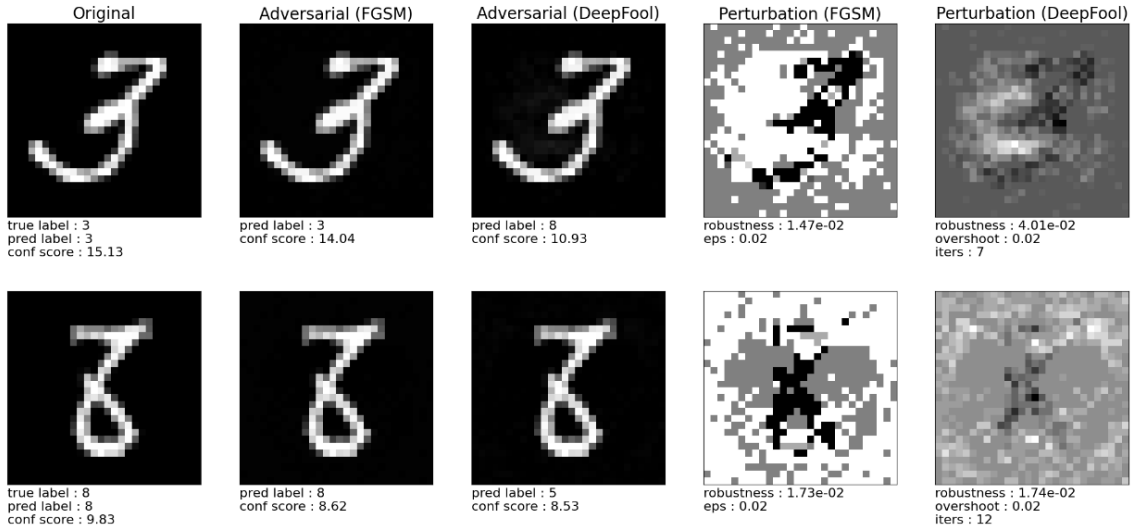 Original
Adversarial (FGSM)
Adversarial (DeepFool)
Perturbation (FGSM)
Perturbation (DeepFool)
true label : 3
pred label : 3
conf score : 15.13
pred label : 3
conf score : 14.04
pred label : 8
conf score : 10.93
robustness : 1.47e-02
eps : 0.02
robustness : 4.01e-02
overshoot : 0.02
iters : 7
true label : 8
pred label : 8
conf score : 9.83
pred label : 8
conf score : 8.62
pred label : 5
conf score : 8.53
robustness : 1.73e-02
eps : 0.02
robustness : 1.74e-02
overshoot : 0.02
iters : 12